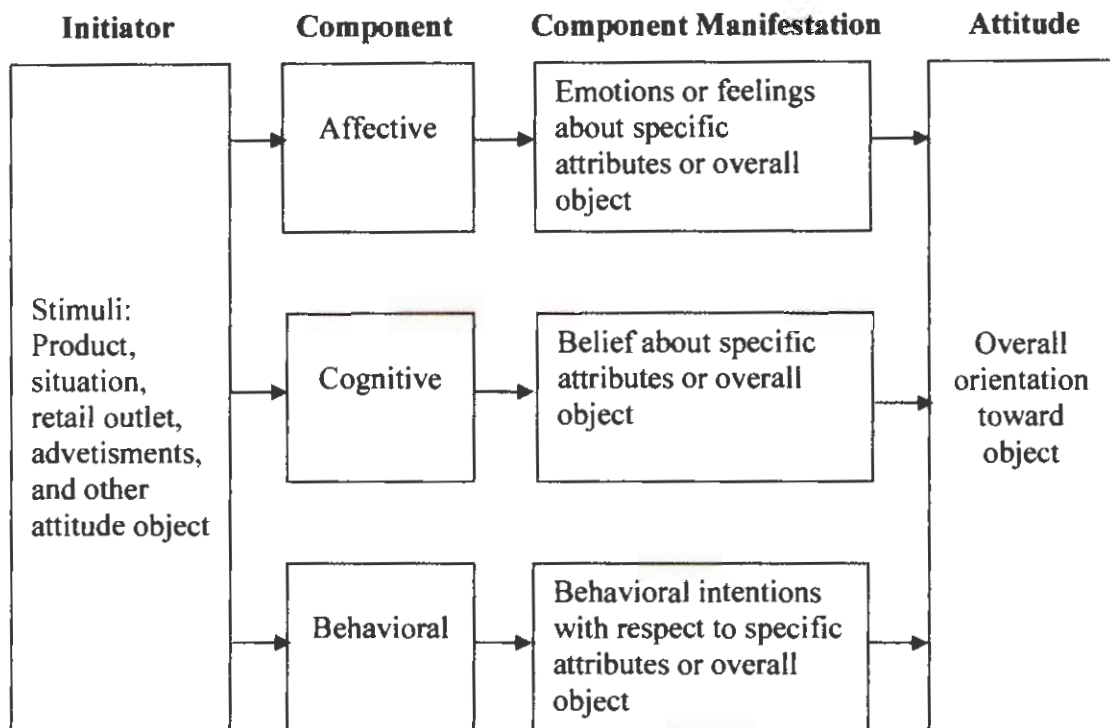 Initiator
Component
Component Manifestation
Attitude
Stimuli:
Product,
situation,
retail outlet,
advetisments,
and other
attitude object
Affective
Emotions or feelings
about specific
attributes or overall
object
Cognitive
Belief about specific
attributes or overall
object
Behavioral
Behavioral intentions
with respect to specific
attributes or overall
object
Overall
orientation
toward
object